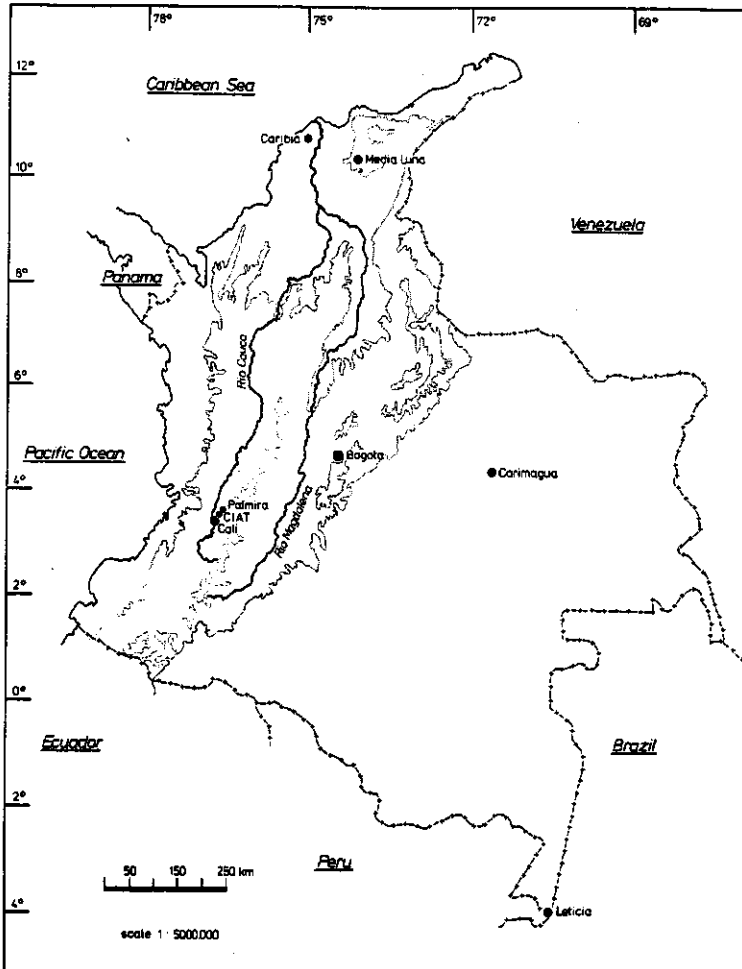 78°
75°
72°
69°
12°
Caribbean Sea
Caribia
Media Luna
10°
Venezuela
Panama
8°
Rio Cauca
6°
Pacific Ocean
Bogota
Carimagua
4°
Palmira
CIAT
Cali
Rio Magdalena
2°
0°
Ecuador
Brazil
2°
Peru
50 150 250 km
4°
Leticia
scale 1 : 5000.000